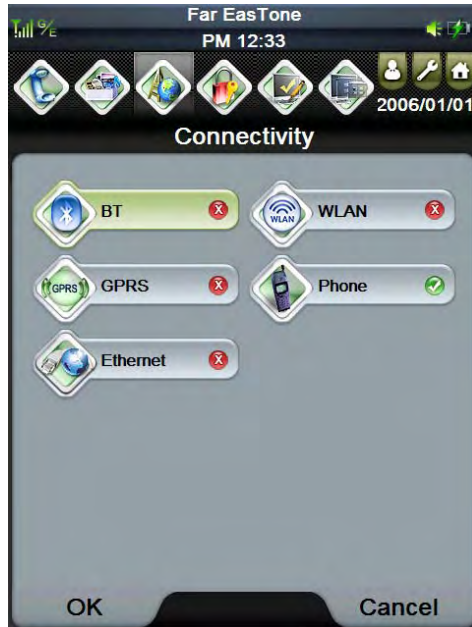 Far EasTone
G/E
PM 12:33
2006/01/01
Connectivity
BT
WLAN WLAN
GPRS GPRS
Phone
Ethernet
OK
Cancel